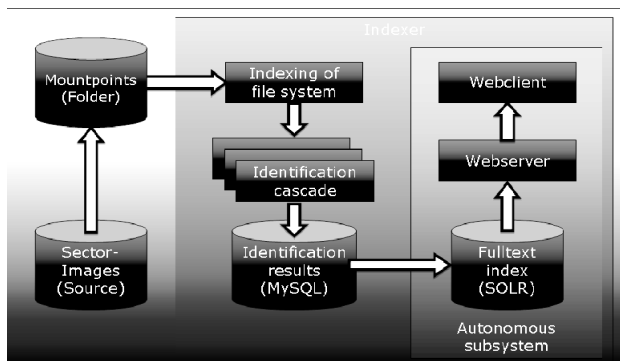 Indexer
Mountpoints
(Folder)
Indexing of
file system
Webclient
Identification
cascade
Webserver
Sector-
Images
(Source)
Identification
results
(MySQL)
Fulltext
index
(SOLR)
Autonomous
subsystem